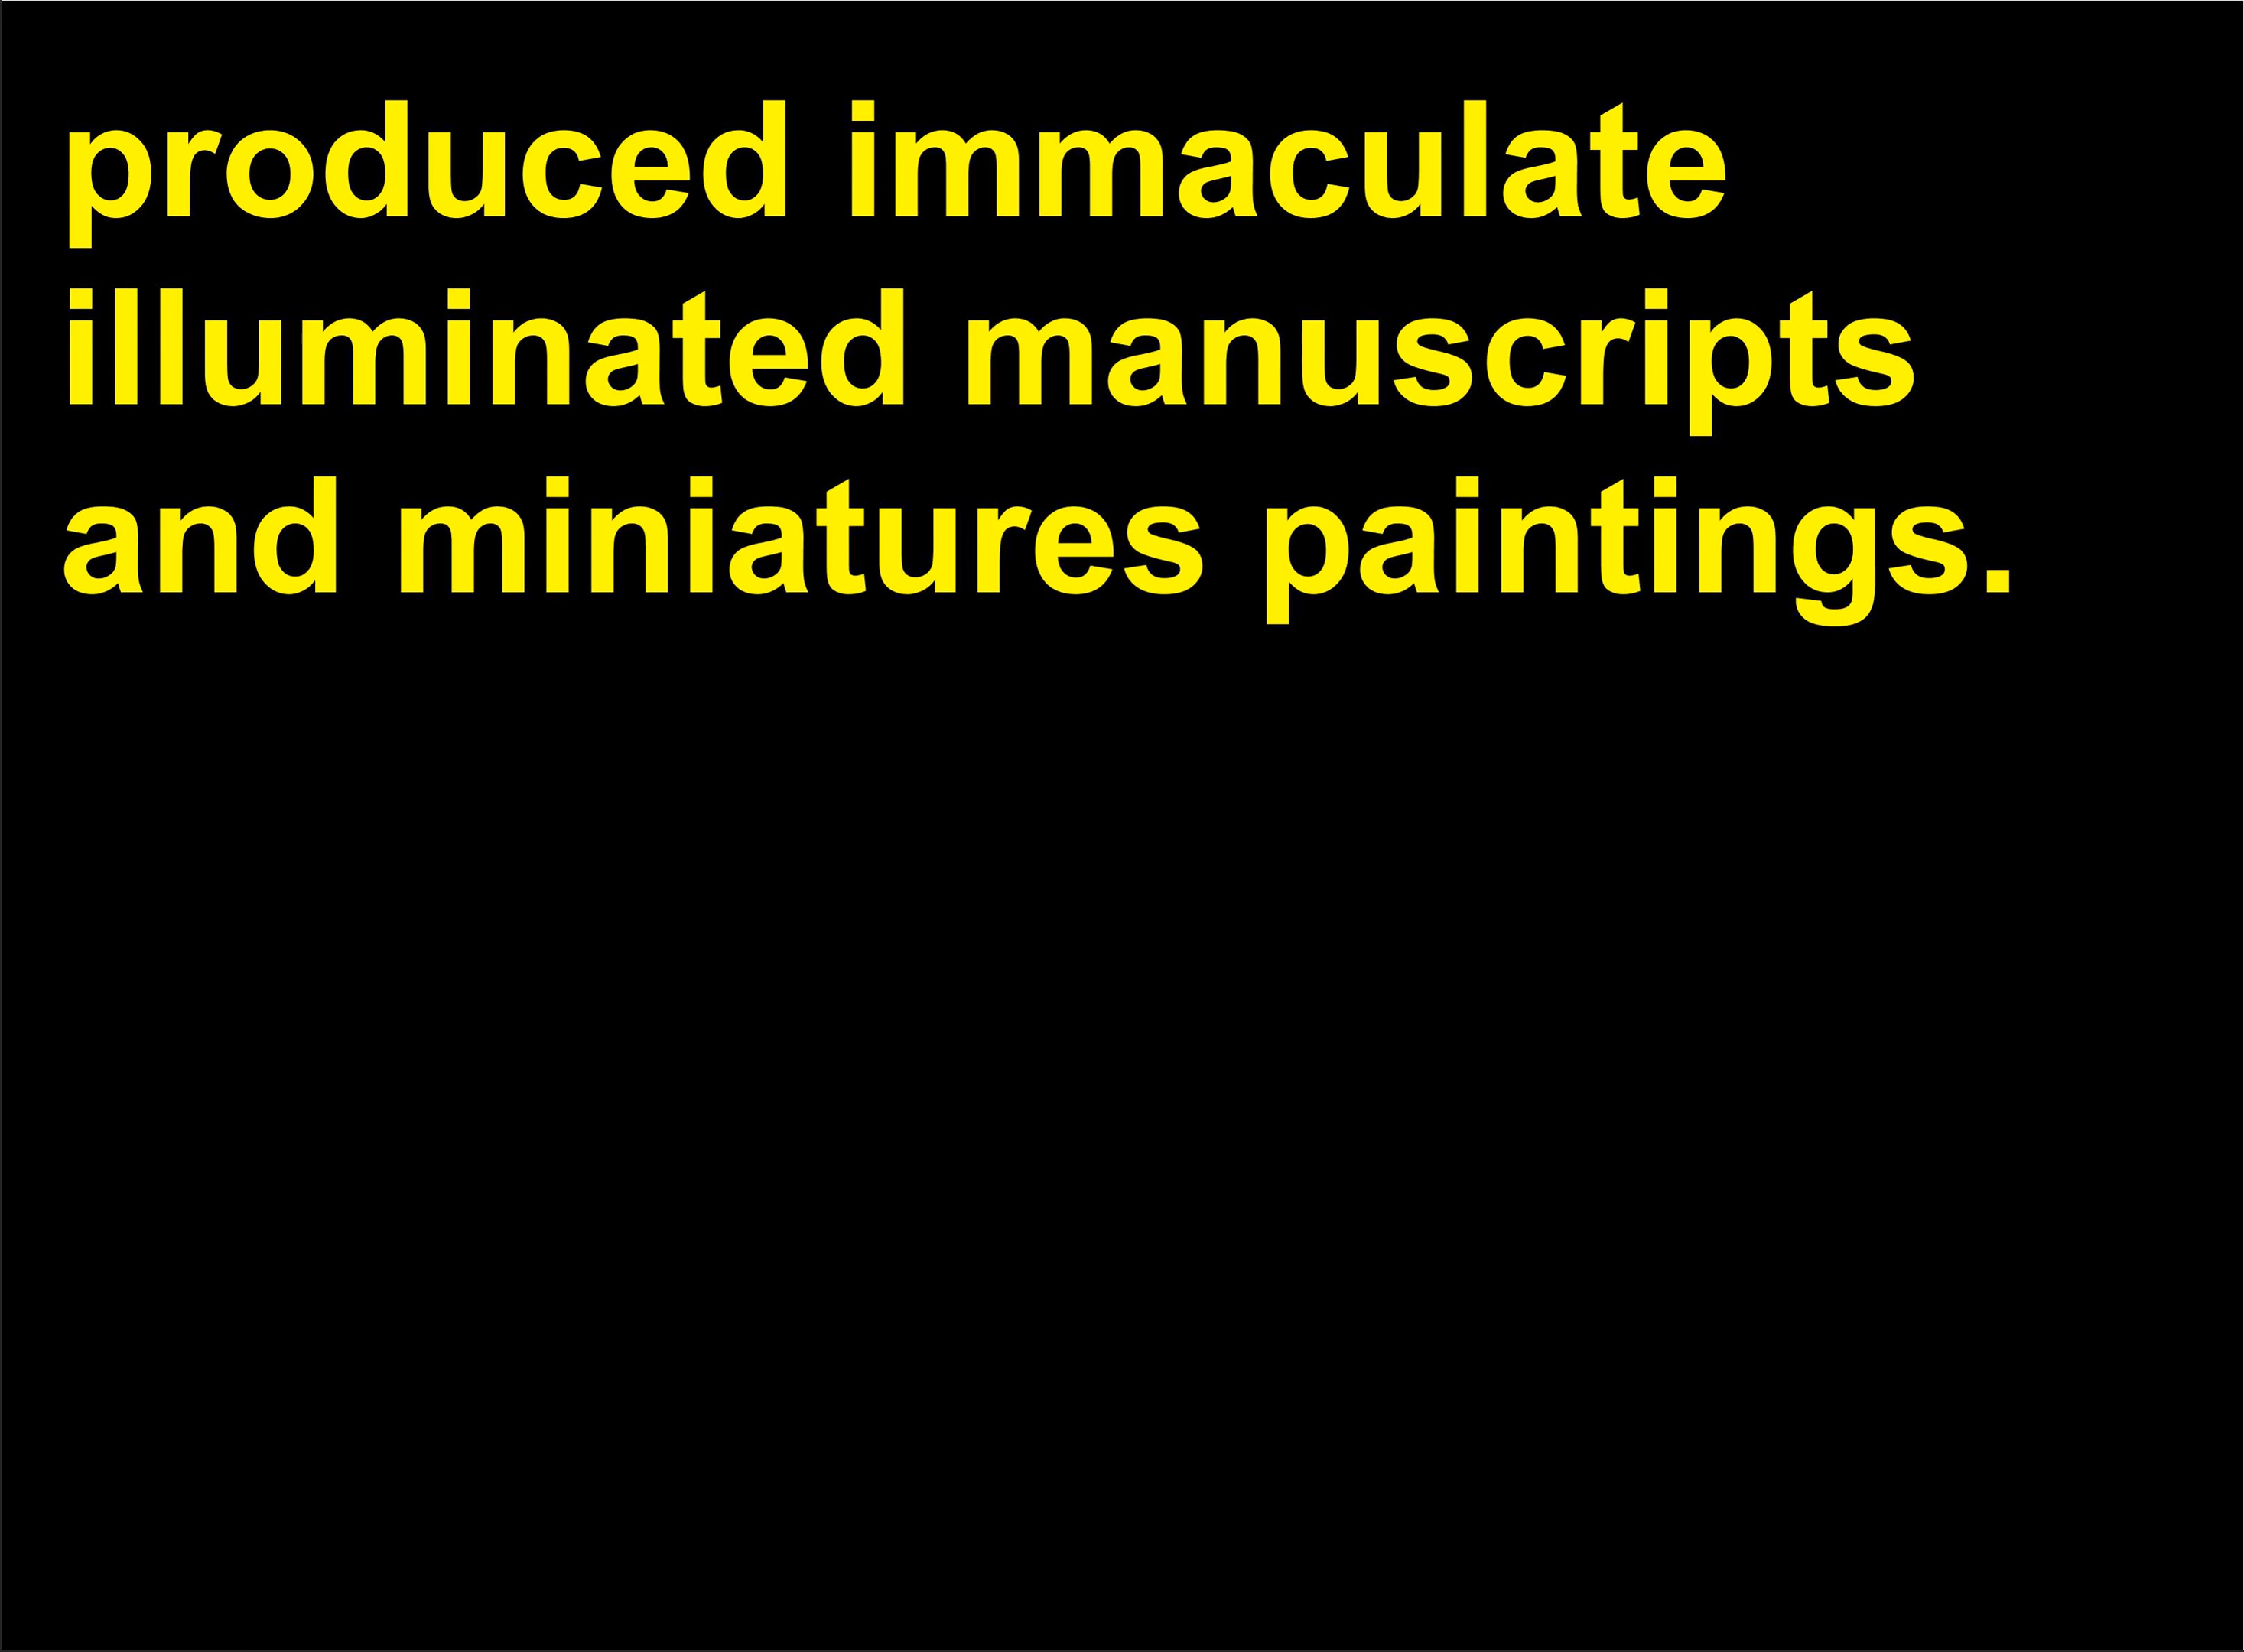 produced immaculate
illuminated manuscripts
and miniatures paintings.